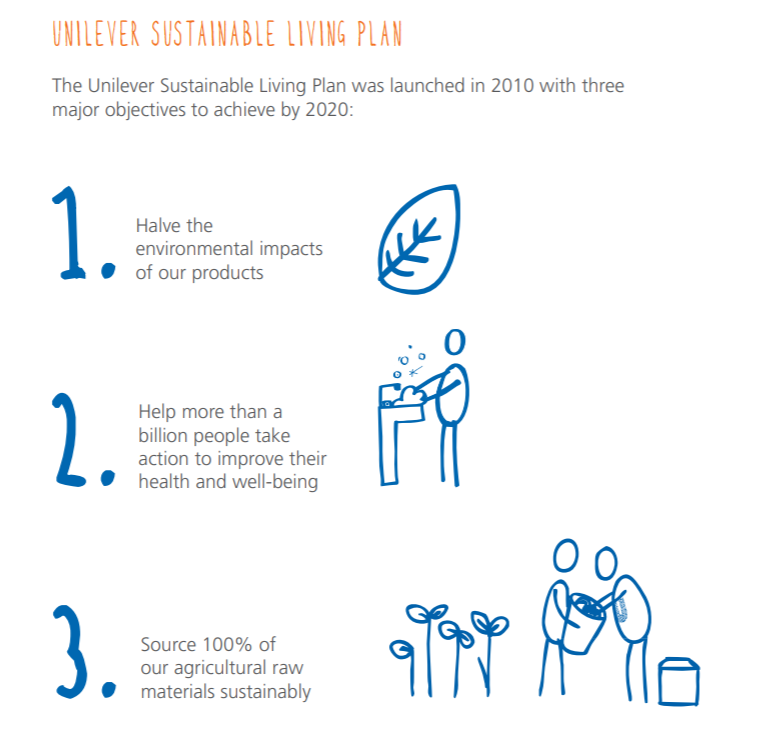 UNILEVER SUSTAINABLE LIVING PLAN
The Unilever Sustainable Living Plan was launched in 2010 with three
major objectives to achieve by 2020:
1.
Halve the
environmental impacts
of our products
2.
Help more than a
billion people take
action to improve their
health and well-being
3.
Source 100% of
our agricultural raw
materials sustainably